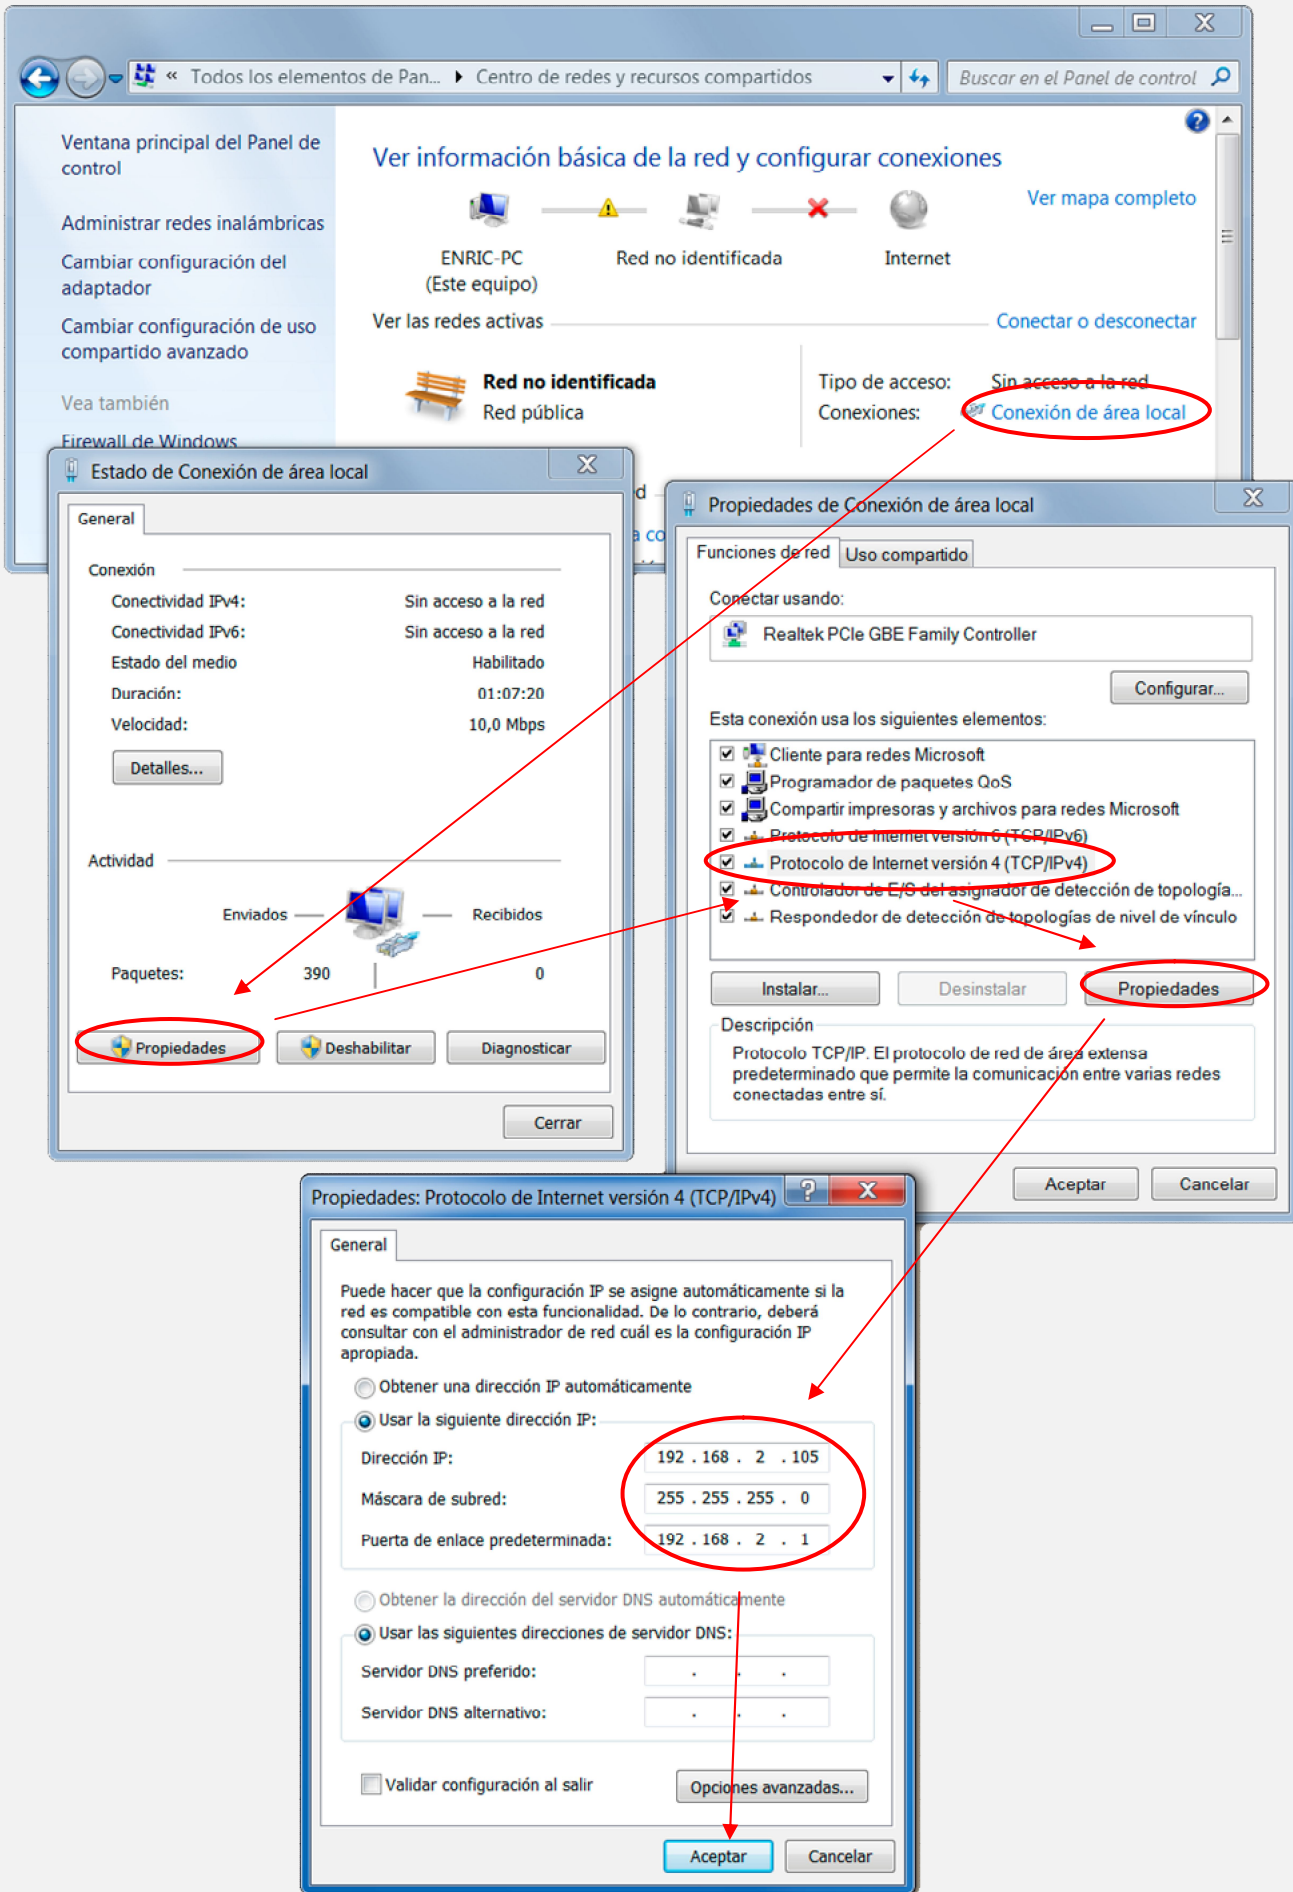 « Todos los elementos de Pan... Centro de redes y recursos compartidos
Buscar en el Panel de control
Ventana principal del Panel de
control
Administrar redes inalámbricas
Cambiar configuración del
adaptador
Cambiar configuración de uso
compartido avanzado
Vea también
Firewall de Windows
Ver información básica de la red y configurar conexiones
Ver mapa completo
ENRIC-PC
(Este equipo)
Red no identificada
Internet
Ver las redes activas
Conectar o desconectar
Red no identificada
Red pública
Tipo de acceso: Sin acceso a la red
Conexiones: Conexión de área local
Estado de Conexión de área local
General
Conexión
Conectividad IPv4: Sin acceso a la red
Conectividad IPv6: Sin acceso a la red
Estado del medio Habilitado
Duración: 01:07:20
Velocidad: 10,0 Mbps
Detalles...
Actividad
Enviados Recibidos
Paquetes: 390 0
Propiedades Deshabilitar Diagnosticar
Cerrar
Propiedades de Conexión de área local
Funciones de red Uso compartido
Conectar usando:
Realtek PCIe GBE Family Controller
Configurar...
Esta conexión usa los siguientes elementos:
Cliente para redes Microsoft
Programador de paquetes QoS
Compartir impresoras y archivos para redes Microsoft
Protocolo de Internet versión 6 (TCP/IPv6)
Protocolo de Internet versión 4 (TCP/IPv4)
Controlador de E/S del asignador de detección de topología...
Respondedor de detección de topologías de nivel de vínculo
Instalar... Desinstalar Propiedades
Descripción
Protocolo TCP/IP. El protocolo de red de área extensa
predeterminado que permite la comunicación entre varias redes
conectadas entre sí.
Aceptar Cancelar
Propiedades: Protocolo de Internet versión 4 (TCP/IPv4)
General
Puede hacer que la configuración IP se asigne automáticamente si la
red es compatible con esta funcionalidad. De lo contrario, deberá
consultar con el administrador de red cuál es la configuración IP
apropiada.
Obtener una dirección IP automáticamente
Usar la siguiente dirección IP:
Dirección IP: 192 . 168 . 2 . 105
Máscara de subred: 255 . 255 . 255 . 0
Puerta de enlace predeterminada: 192 . 168 . 2 . 1
Obtener la dirección del servidor DNS automáticamente
Usar las siguientes direcciones de servidor DNS:
Servidor DNS preferido: . . .
Servidor DNS alternativo: . . .
Validar configuración al salir
Opciones avanzadas...
Aceptar Cancelar